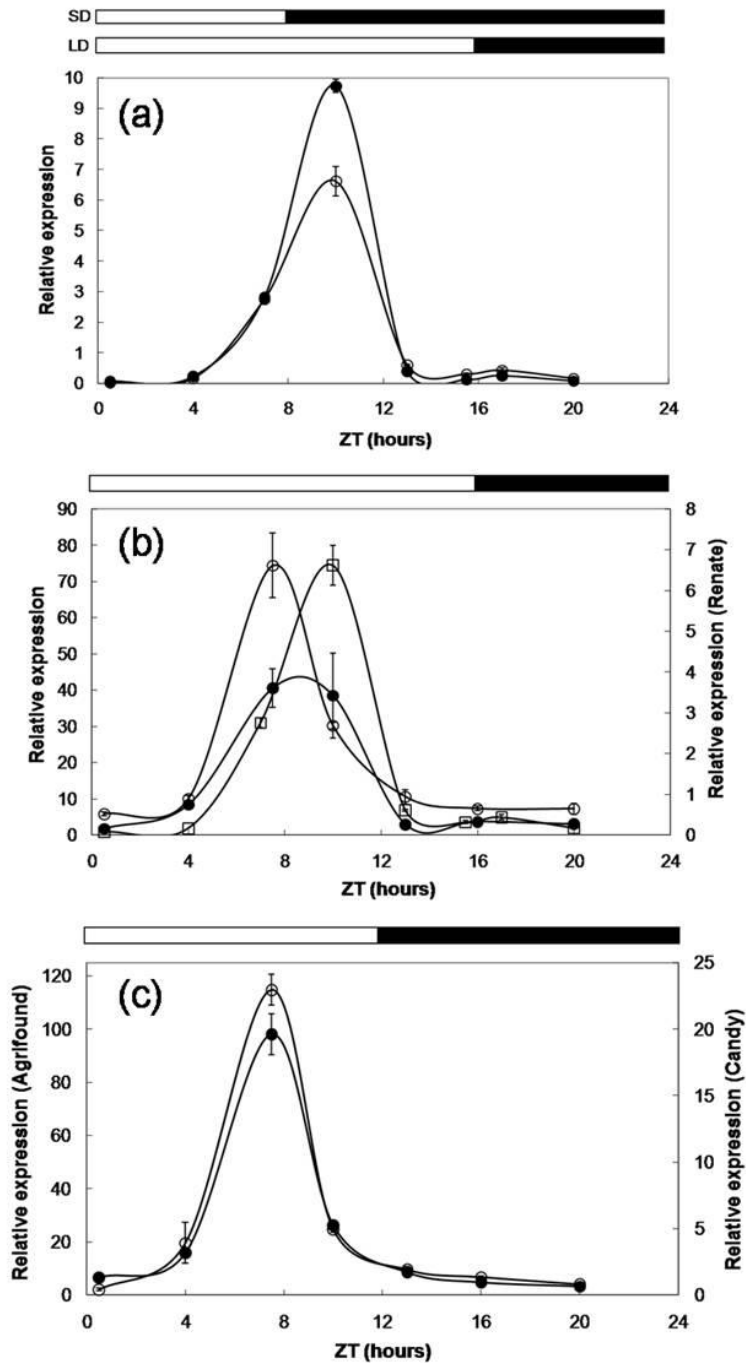 SD
LD
(a)
Relative expression
10
9
8
7
6
5
4
3
2
1
0
0 4 8 12 16 20 24
ZT (hours)
(b)
Relative expression
90
80
70
60
50
40
30
20
10
0
Relative expression (Renate)
8
7
6
5
4
3
2
1
0
0 4 8 12 16 20 24
ZT (hours)
(c)
Relative expression (Agrifound)
120
100
80
60
40
20
0
Relative expression (Candy)
25
20
15
10
5
0
0 4 8 12 16 20 24
ZT (hours)